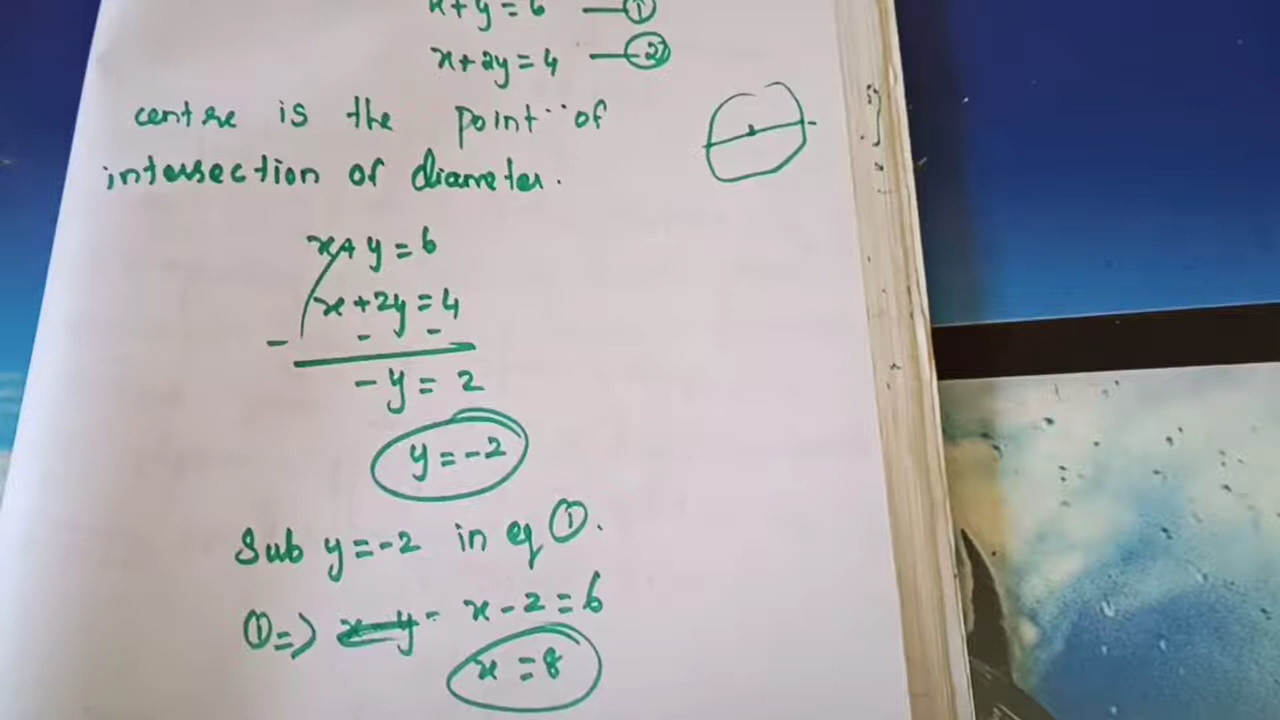 x+y=6 —①
x+2y=4 —②
centre is the point of
intersection of diameter.
x+y=6
x+2y=4
- - -
-y = 2
y=-2
Sub y=-2 in eq ①.
①=> x-2=6
x=8